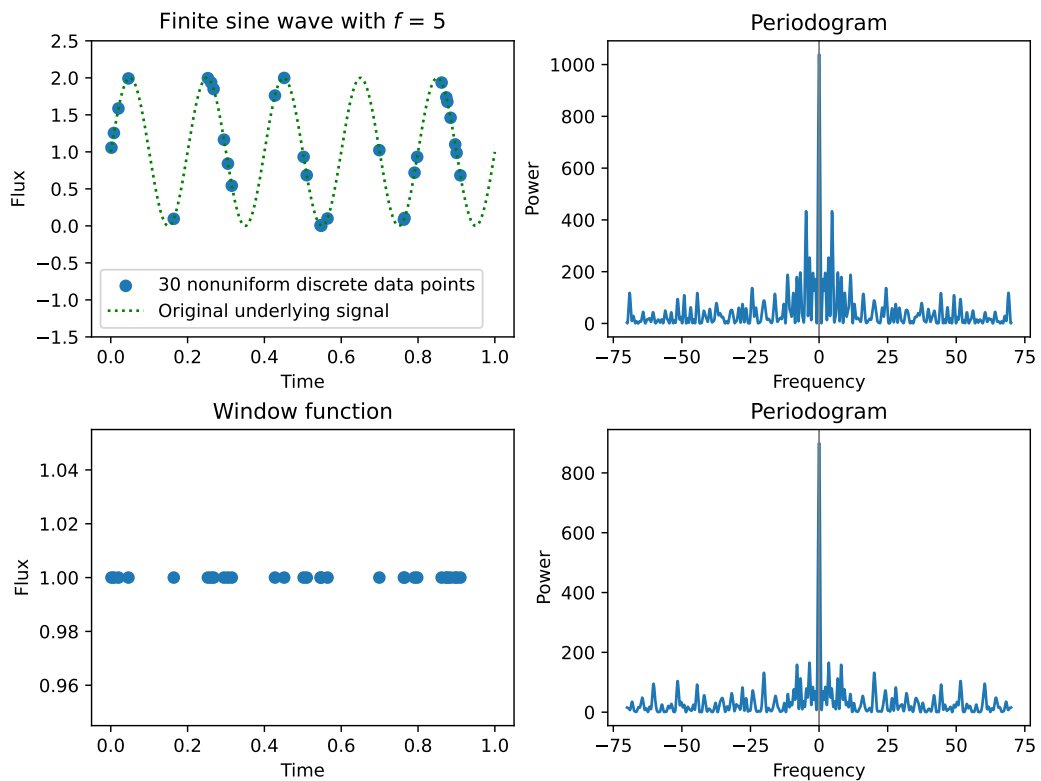 Finite sine wave with f = 5
2.5
2.0
1.5
1.0
0.5
0.0
−0.5
−1.0
−1.5
Flux
30 nonuniform discrete data points
Original underlying signal
0.0 0.2 0.4 0.6 0.8 1.0
Time
Periodogram
1000
800
600
400
200
0
Power
−75 −50 −25 0 25 50 75
Frequency
Window function
1.04
1.02
1.00
0.98
0.96
Flux
0.0 0.2 0.4 0.6 0.8 1.0
Time
Periodogram
800
600
400
200
0
Power
−75 −50 −25 0 25 50 75
Frequency